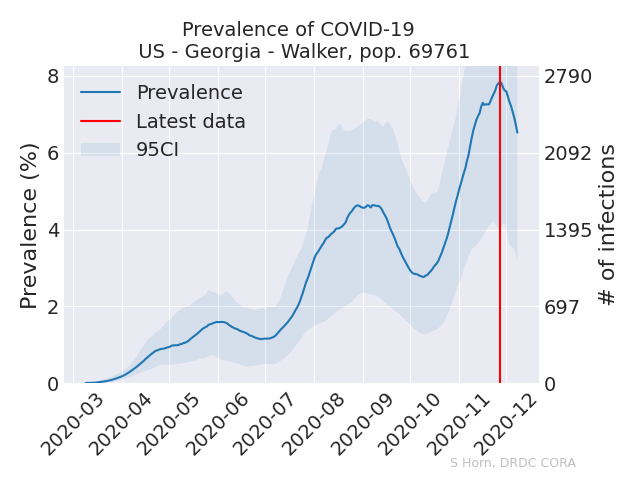 Prevalence of COVID-19
US - Georgia - Walker, pop. 69761
Prevalence
Latest data
95CI
Prevalence (%)
8
6
4
2
0
2790
2092
1395
697
0
# of infections
2020-03
2020-04
2020-05
2020-06
2020-07
2020-08
2020-09
2020-10
2020-11
2020-12
S Horn, DRDC CORA